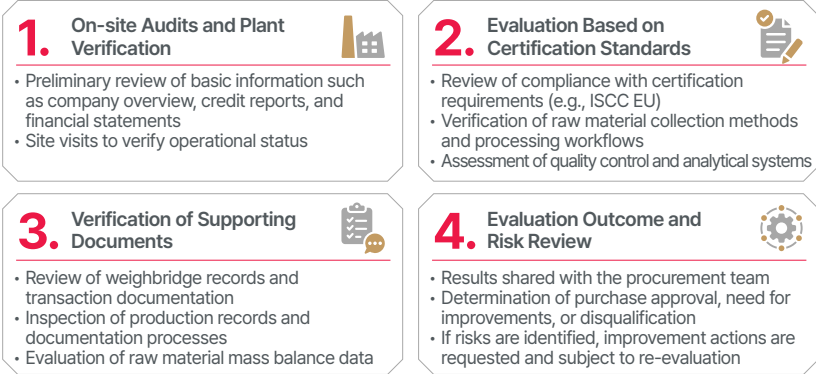 1. On-site Audits and Plant
Verification
• Preliminary review of basic information such
as company overview, credit reports, and
financial statements
• Site visits to verify operational status
2. Evaluation Based on
Certification Standards
• Review of compliance with certification
requirements (e.g., ISCC EU)
• Verification of raw material collection methods
and processing workflows
• Assessment of quality control and analytical systems
3. Verification of Supporting
Documents
• Review of weighbridge records and
transaction documentation
• Inspection of production records and
documentation processes
• Evaluation of raw material mass balance data
4. Evaluation Outcome and
Risk Review
• Results shared with the procurement team
• Determination of purchase approval, need for
improvements, or disqualification
• If risks are identified, improvement actions are
requested and subject to re-evaluation